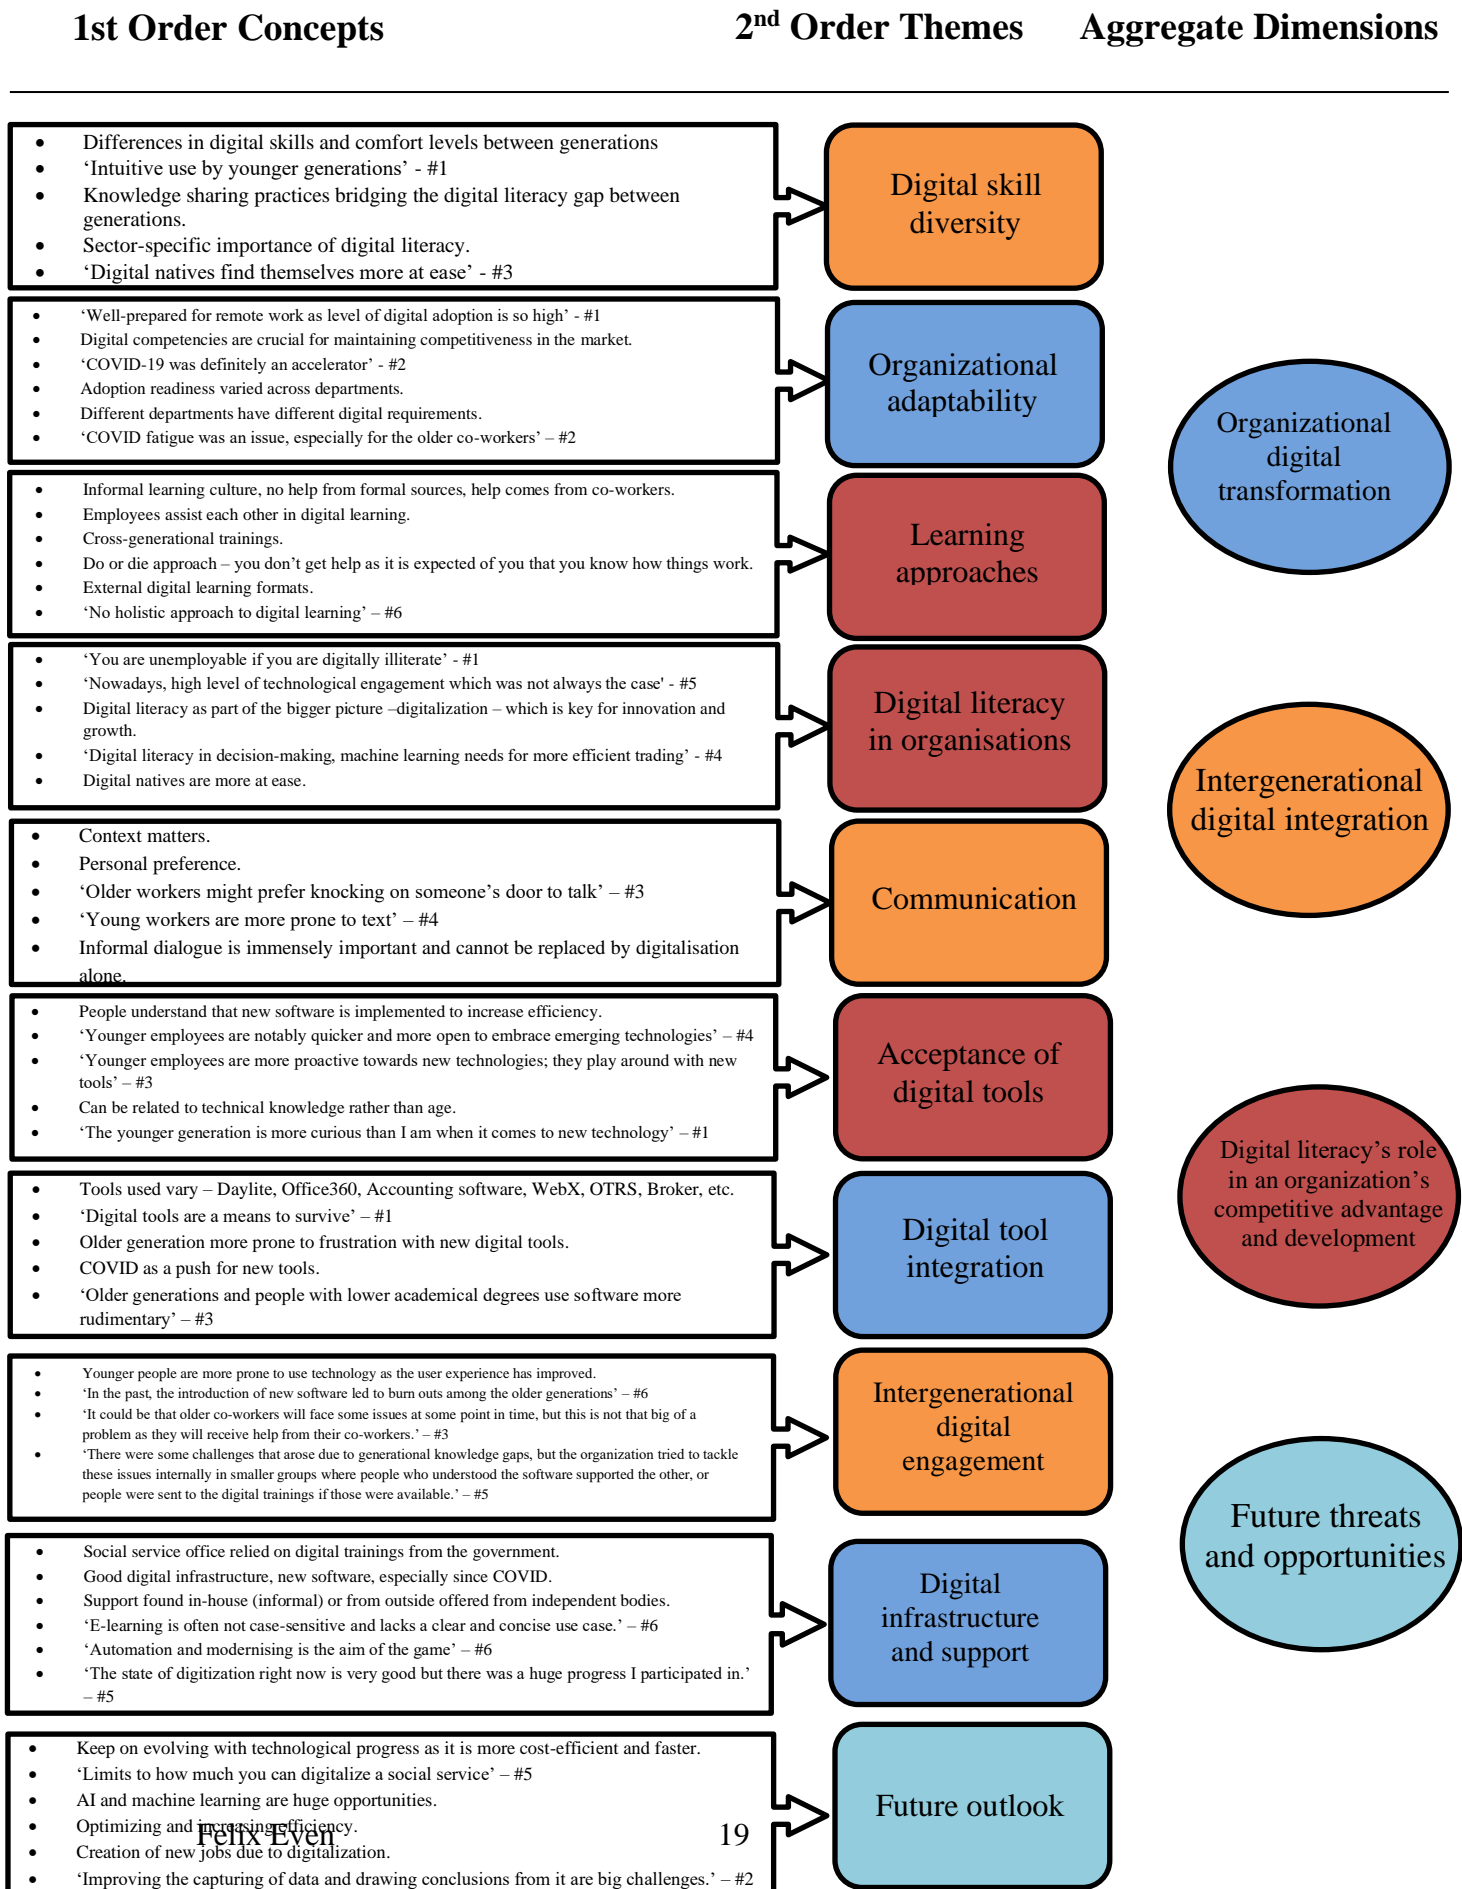 1st Order Concepts
2nd Order Themes
Aggregate Dimensions
• Differences in digital skills and comfort levels between generations
• ‘Intuitive use by younger generations’ - #1
• Knowledge sharing practices bridging the digital literacy gap between
generations.
• Sector-specific importance of digital literacy.
• ‘Digital natives find themselves more at ease’ - #3
Digital skill
diversity
• ‘Well-prepared for remote work as level of digital adoption is so high’ - #1
• Digital competencies are crucial for maintaining competitiveness in the market.
• ‘COVID-19 was definitely an accelerator’ - #2
• Adoption readiness varied across departments.
• Different departments have different digital requirements.
• ‘COVID fatigue was an issue, especially for the older co-workers’ – #2
Organizational
adaptability
Organizational
digital
transformation
• Informal learning culture, no help from formal sources, help comes from co-workers.
• Employees assist each other in digital learning.
• Cross-generational trainings.
• Do or die approach – you don’t get help as it is expected of you that you know how things work.
• External digital learning formats.
• ‘No holistic approach to digital learning’ – #6
Learning
approaches
• ‘You are unemployable if you are digitally illiterate’ - #1
• ‘Nowadays, high level of technological engagement which was not always the case' - #5
• Digital literacy as part of the bigger picture –digitalization – which is key for innovation and
growth.
• ‘Digital literacy in decision-making, machine learning needs for more efficient trading’ - #4
• Digital natives are more at ease.
Digital literacy
in organisations
Intergenerational
digital integration
• Context matters.
• Personal preference.
• ‘Older workers might prefer knocking on someone’s door to talk’ – #3
• ‘Young workers are more prone to text’ – #4
• Informal dialogue is immensely important and cannot be replaced by digitalisation
alone.
Communication
• People understand that new software is implemented to increase efficiency.
• ‘Younger employees are notably quicker and more open to embrace emerging technologies’ – #4
• ‘Younger employees are more proactive towards new technologies; they play around with new
tools’ – #3
• Can be related to technical knowledge rather than age.
• ‘The younger generation is more curious than I am when it comes to new technology’ – #1
Acceptance of
digital tools
Digital literacy’s role
in an organization’s
competitive advantage
and development
• Tools used vary – Daylite, Office360, Accounting software, WebX, OTRS, Broker, etc.
• ‘Digital tools are a means to survive’ – #1
• Older generation more prone to frustration with new digital tools.
• COVID as a push for new tools.
• ‘Older generations and people with lower academical degrees use software more
rudimentary’ – #3
Digital tool
integration
• Younger people are more prone to use technology as the user experience has improved.
• ‘In the past, the introduction of new software led to burn outs among the older generations’ – #6
• ‘It could be that older co-workers will face some issues at some point in time, but this is not that big of a
problem as they will receive help from their co-workers.’ – #3
• ‘There were some challenges that arose due to generational knowledge gaps, but the organization tried to tackle
these issues internally in smaller groups where people who understood the software supported the other, or
people were sent to the digital trainings if those were available.’ – #5
Intergenerational
digital
engagement
Future threats
and opportunities
• Social service office relied on digital trainings from the government.
• Good digital infrastructure, new software, especially since COVID.
• Support found in-house (informal) or from outside offered from independent bodies.
• ‘E-learning is often not case-sensitive and lacks a clear and concise use case.’ – #6
• ‘Automation and modernising is the aim of the game’ – #6
• ‘The state of digitization right now is very good but there was a huge progress I participated in.’
– #5
Digital
infrastructure
and support
• Keep on evolving with technological progress as it is more cost-efficient and faster.
• ‘Limits to how much you can digitalize a social service’ – #5
• AI and machine learning are huge opportunities.
• Optimizing and increasing efficiency.
• Creation of new jobs due to digitalization.
• ‘Improving the capturing of data and drawing conclusions from it are big challenges.’ – #2
Future outlook
Felix Even
19